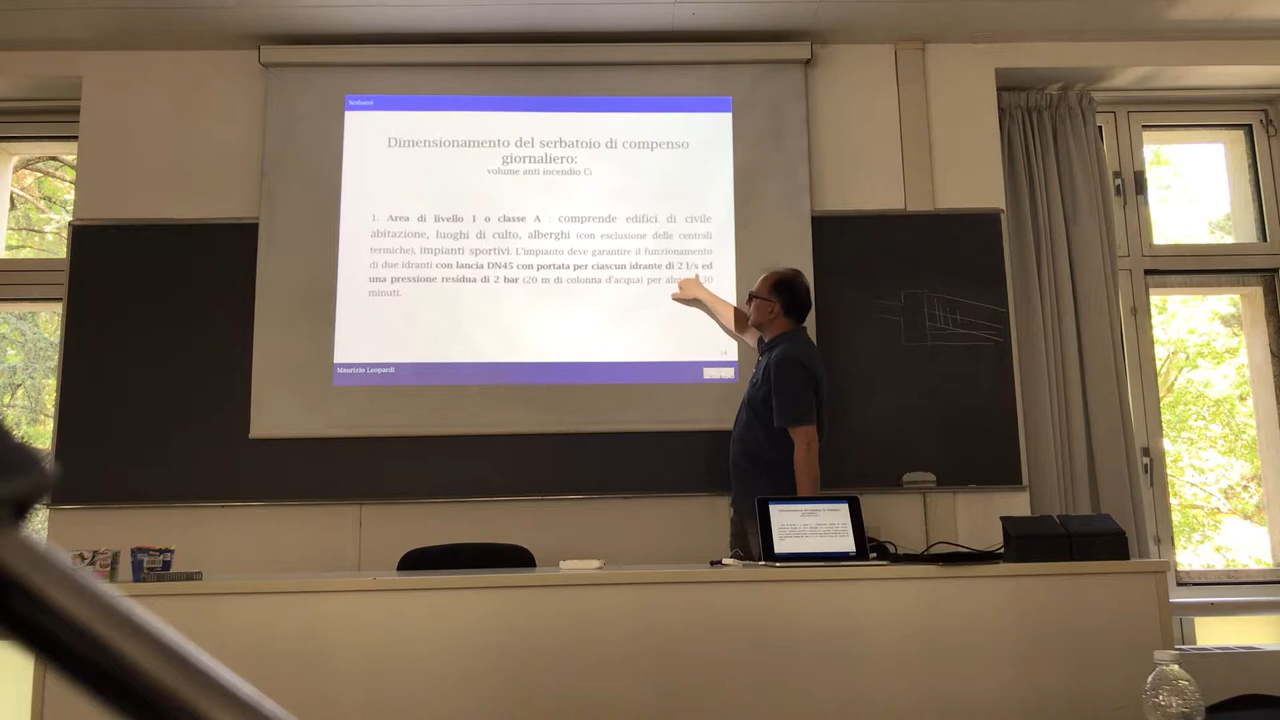 Serbatoi
Dimensionamento del serbatoio di compenso
giornaliero:
volume anti incendio Ci
1. Area di livello 1 o classe A : comprende edifici di civile
abitazione, luoghi di culto, alberghi (con esclusione delle centrali
termiche), impianti sportivi. L'impianto deve garantire il funzionamento
di due idranti con lancia DN45 con portata per ciascun idrante di 2 l/s ed
una pressione residua di 2 bar (20 m di colonna d'acqua) per 30
minuti.
14
Maurizio Leopardi